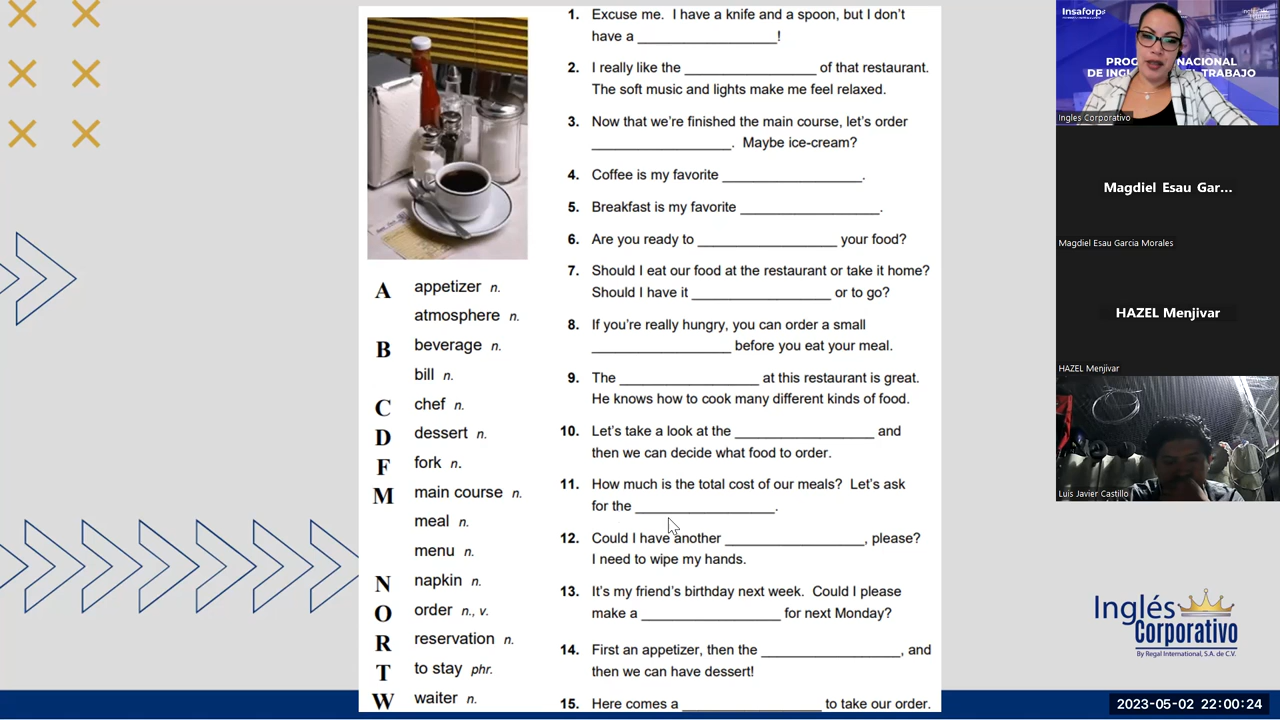 1. Excuse me. I have a knife and a spoon, but I don't
have a _________________!
2. I really like the ________________ of that restaurant.
The soft music and lights make me feel relaxed.
3. Now that we're finished the main course, let's order
_________________. Maybe ice-cream?
4. Coffee is my favorite _________________.
5. Breakfast is my favorite _________________.
6. Are you ready to _________________ your food?
7. Should I eat our food at the restaurant or take it home?
Should I have it _________________ or to go?
8. If you're really hungry, you can order a small
_________________ before you eat your meal.
9. The _________________ at this restaurant is great.
He knows how to cook many different kinds of food.
10. Let's take a look at the _________________ and
then we can decide what food to order.
11. How much is the total cost of our meals? Let's ask
for the _________________.
12. Could I have another _________________, please?
I need to wipe my hands.
13. It's my friend's birthday next week. Could I please
make a _________________ for next Monday?
14. First an appetizer, then the _________________, and
then we can have dessert!
15. Here comes a _________________ to take our order.
A appetizer n.
atmosphere n.
B beverage n.
bill n.
C chef n.
D dessert n.
F fork n.
M main course n.
meal n.
menu n.
N napkin n.
O order n., v.
R reservation n.
T to stay phr.
W waiter n.
Insaforp
NACIONAL
TRABAJO
Ingles Corporativo
Magdiel Esau Gar...
Magdiel Esau Garcia Morales
HAZEL Menjivar
HAZEL Menjivar
Luis Javier Castillo
Inglés
Corporativo
By Regal International, S.A. de C.V.
2023-05-02 22:00:24